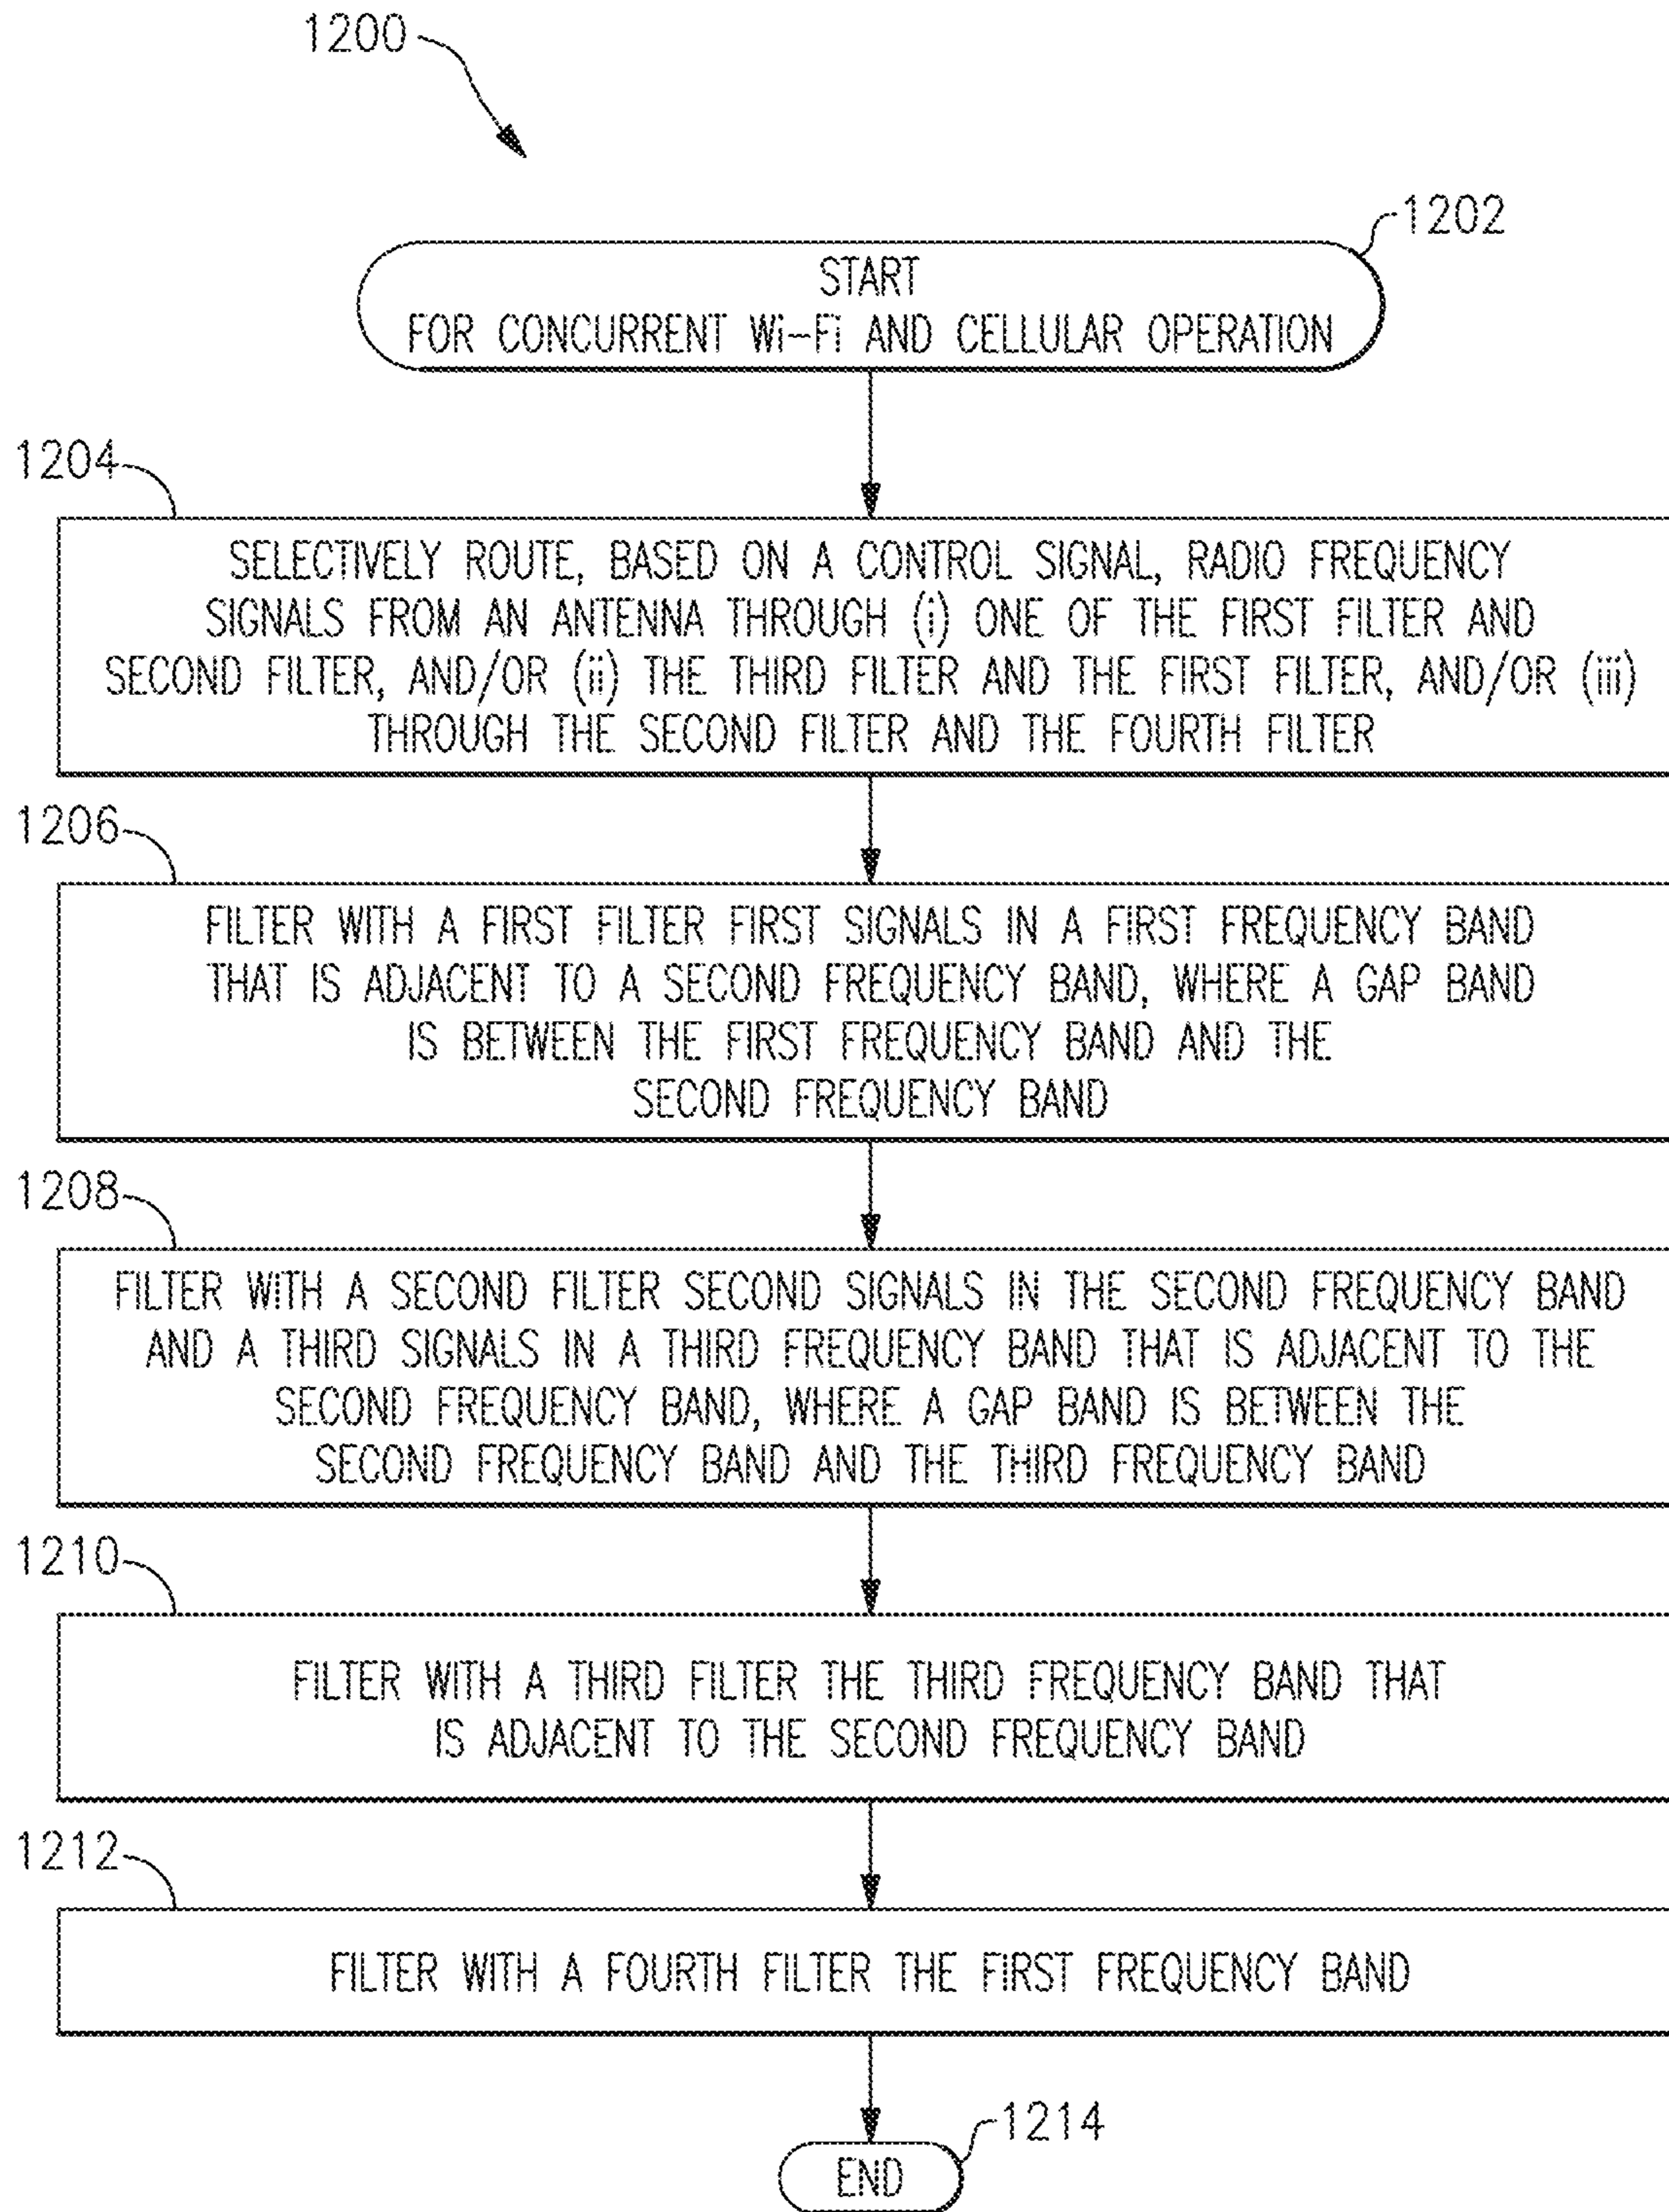 1200
1202
START
FOR CONCURRENT Wi-Fi AND CELLULAR OPERATION
1204
SELECTIVELY ROUTE, BASED ON A CONTROL SIGNAL, RADIO FREQUENCY
SIGNALS FROM AN ANTENNA THROUGH (i) ONE OF THE FIRST FILTER AND
SECOND FILTER, AND/OR (ii) THE THIRD FILTER AND THE FIRST FILTER, AND/OR (iii)
THROUGH THE SECOND FILTER AND THE FOURTH FILTER
1206
FILTER WITH A FIRST FILTER FIRST SIGNALS IN A FIRST FREQUENCY BAND
THAT IS ADJACENT TO A SECOND FREQUENCY BAND, WHERE A GAP BAND
IS BETWEEN THE FIRST FREQUENCY BAND AND THE
SECOND FREQUENCY BAND
1208
FILTER WITH A SECOND FILTER SECOND SIGNALS IN THE SECOND FREQUENCY BAND
AND A THIRD SIGNALS IN A THIRD FREQUENCY BAND THAT IS ADJACENT TO THE
SECOND FREQUENCY BAND, WHERE A GAP BAND IS BETWEEN THE
SECOND FREQUENCY BAND AND THE THIRD FREQUENCY BAND
1210
FILTER WITH A THIRD FILTER THE THIRD FREQUENCY BAND THAT
IS ADJACENT TO THE SECOND FREQUENCY BAND
1212
FILTER WITH A FOURTH FILTER THE FIRST FREQUENCY BAND
1214
END